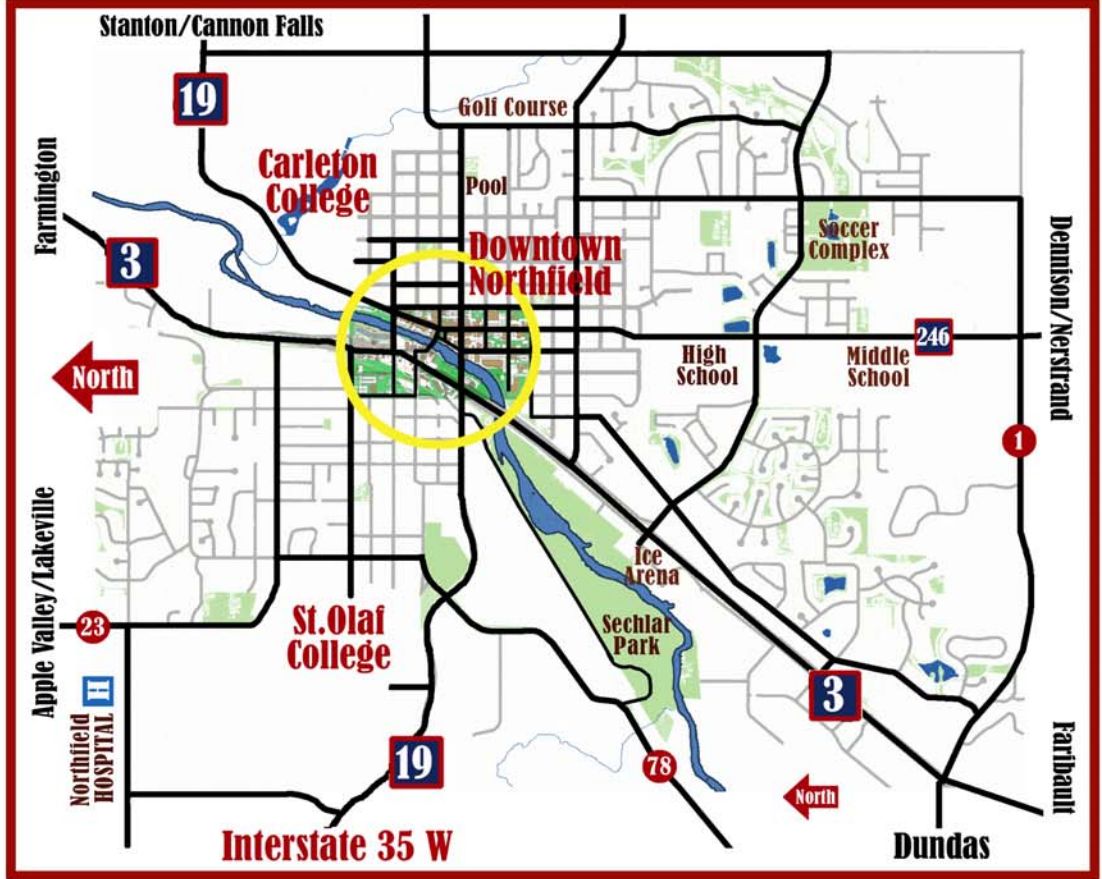 Stanton/Cannon Falls
19
Golf Course
Carleton
College
Pool
Farmington
3
Downtown
Northfield
Soccer
Complex
Dennison/Nerstrand
246
North
High
School
Middle
School
1
Ice
Arena
Apple Valley/Lakeville
23
St.Olaf
College
Sechlar
Park
H
Northfield
HOSPITAL
3
19
78
North
Faribault
Interstate 35 W
Dundas